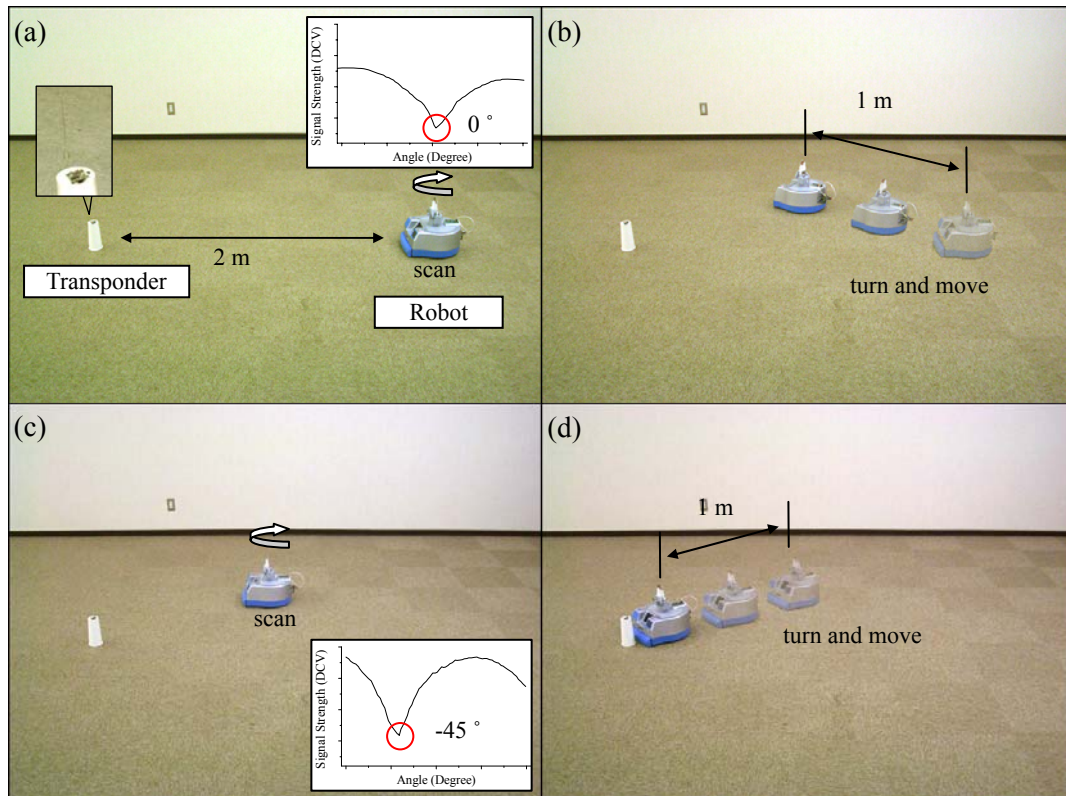 (a)
Signal Strength (DCV)
0 °
Angle (Degree)
2 m
scan
Transponder
Robot
(b)
1 m
turn and move
(c)
scan
Signal Strength (DCV)
-45 °
Angle (Degree)
(d)
1 m
turn and move